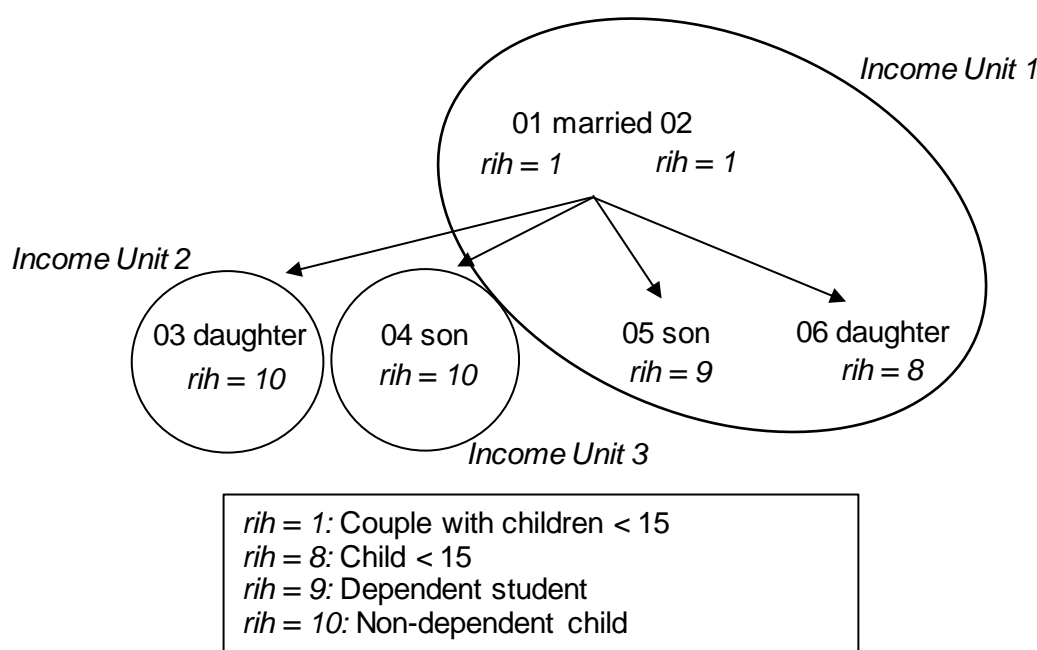 Income Unit 1
01 married 02
rih = 1 rih = 1
Income Unit 2
03 daughter 04 son 05 son 06 daughter
rih = 10 rih = 10 rih = 9 rih = 8
Income Unit 3
rih = 1: Couple with children < 15
rih = 8: Child < 15
rih = 9: Dependent student
rih = 10: Non-dependent child